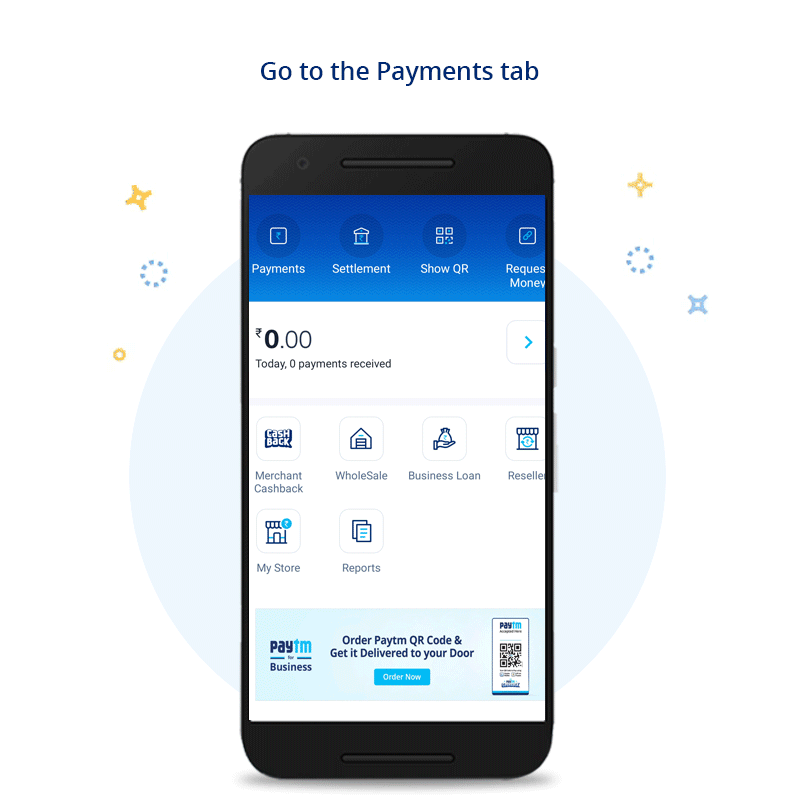 Go to the Payments tab
Payments
Settlement
Show QR
Reques
Money
₹0.00
Today, 0 payments received
CASH
BACK
Merchant
Cashback
WholeSale
Business Loan
Reseller
My Store
Reports
paytm
for
Business
Order Paytm QR Code &
Get it Delivered to your Door
Order Now
paytm
Accepted Here